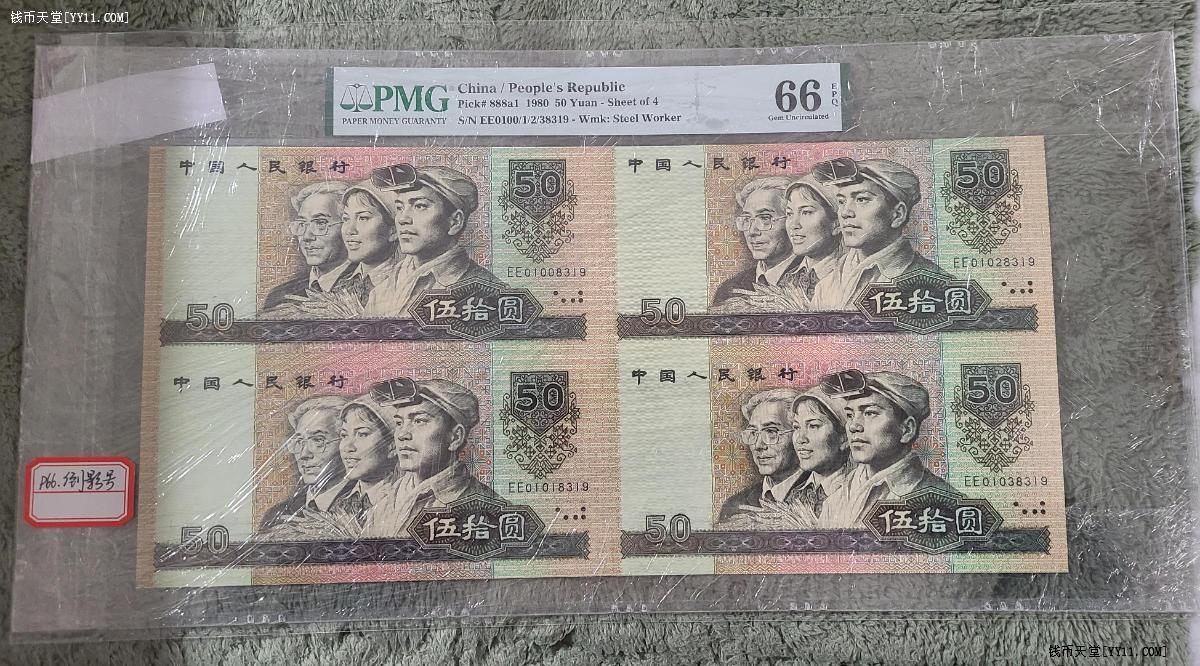 钱币天堂[YY11.COM]
PMG
PAPER MONEY GUARANTY
China / People's Republic
Pick# 888a1 1980 50 Yuan - Sheet of 4
S/N EE0100/1/2/38319 - Wmk: Steel Worker
66
EPQ
Gem Uncirculated
中国人民银行
50
EE01008319
50
伍拾圆
中国人民银行
50
EE01028319
50
伍拾圆
中国人民银行
50
EE01018319
50
伍拾圆
中国人民银行
50
EE01038319
50
伍拾圆
P66.倒影号
钱币天堂[YY11.COM]